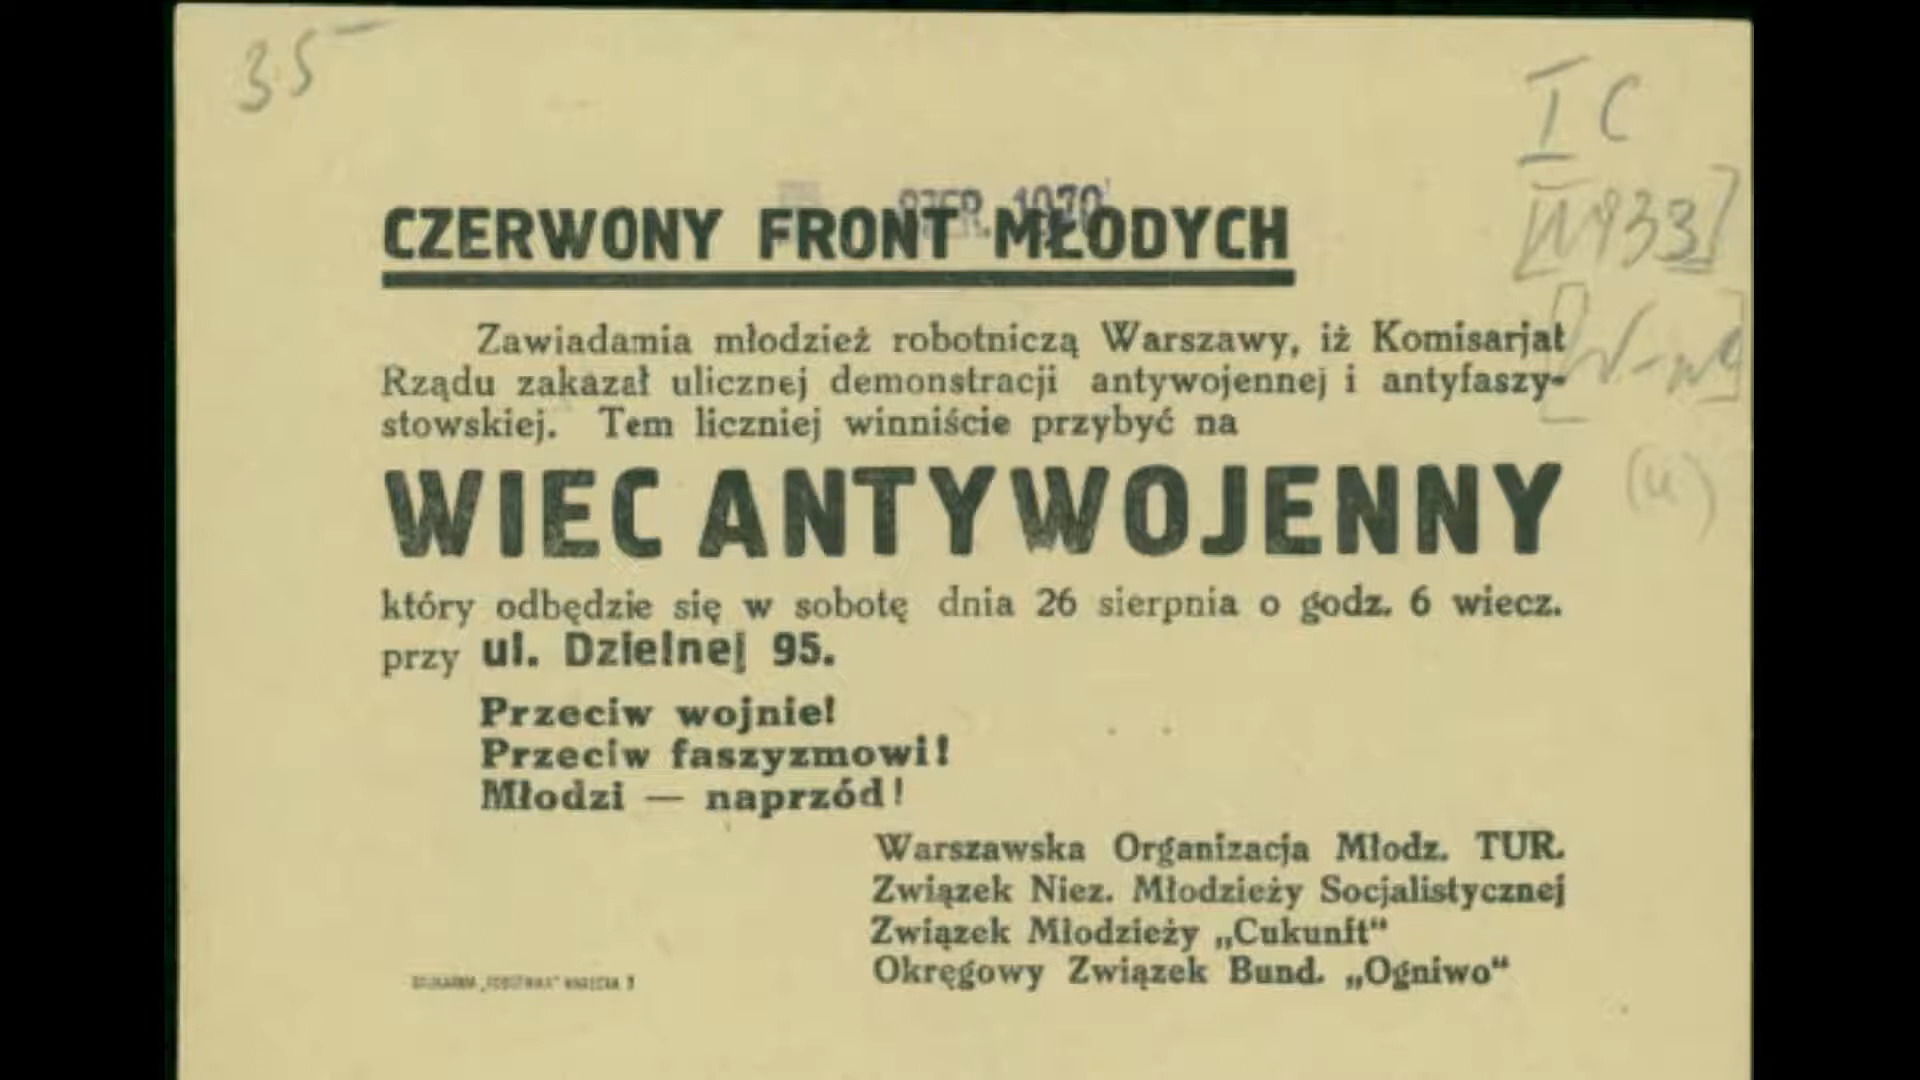 35
I C
CZERWONY FRONT MŁODYCH
Zawiadamia młodzież robotniczą Warszawy, iż Komisarjat
Rządu zakazał ulicznej demonstracji antywojennej i antyfaszy-
stowskiej. Tem liczniej winniście przybyć na
WIEC ANTYWOJENNY
który odbędzie się w sobotę dnia 26 sierpnia o godz. 6 wiecz.
przy ul. Dzielnej 95.
Przeciw wojnie!
Przeciw faszyzmowi!
Młodzi — naprzód!
Warszawska Organizacja Młodz. TUR.
Związek Niez. Młodzieży Socjalistycznej
Związek Młodzieży „Cukunft“
Okręgowy Związek Bund. „Ogniwo“